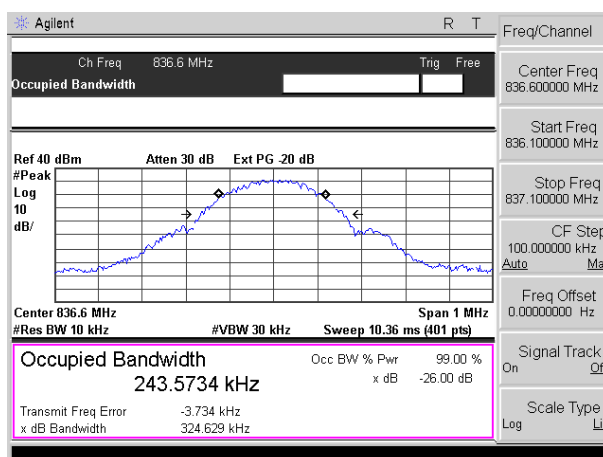 Agilent R T
Freq/Channel
Ch Freq 836.6 MHz Trig Free
Occupied Bandwidth
Center Freq
836.600000 MHz
Start Freq
836.100000 MHz
Ref 40 dBm Atten 30 dB Ext PG -20 dB
#Peak
Log
10
dB/
Stop Freq
837.100000 MHz
CF Step
100.000000 kHz
Auto Ma
Center 836.6 MHz Span 1 MHz
#Res BW 10 kHz #VBW 30 kHz Sweep 10.36 ms (401 pts)
Freq Offset
0.00000000 Hz
Occupied Bandwidth Occ BW % Pwr 99.00 %
243.5734 kHz x dB -26.00 dB
Transmit Freq Error -3.734 kHz
x dB Bandwidth 324.629 kHz
Signal Track
On Of
Scale Type
Log Li